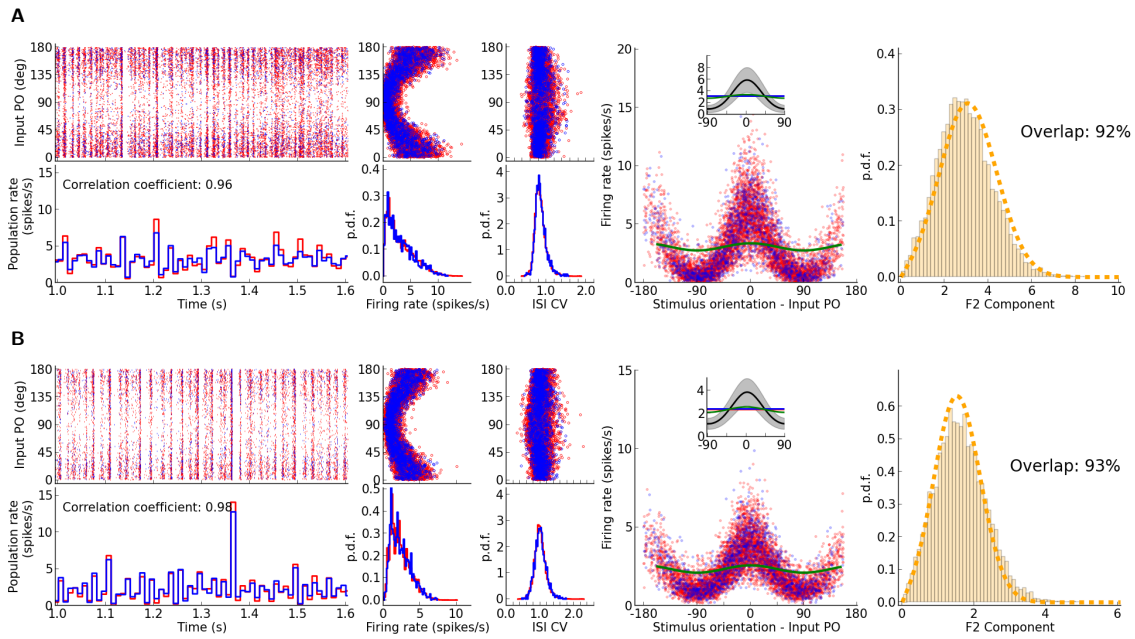 A
180
135
90
45
0
Input PO (deg)
180
135
90
45
0
180
135
90
45
0
20
15
10
5
0
Firing rate (spikes/s)
8
6
4
2
0
-90 0 90
0.4
0.3
0.2
0.1
0.0
p.d.f.
Overlap: 92%
Correlation coefficient: 0.96
15
10
5
0
Population rate
(spikes/s)
1.0 1.1 1.2 1.3 1.4 1.5 1.6
Time (s)
0.4
0.3
0.2
0.1
0.0
p.d.f.
0 5 10 15
Firing rate (spikes/s)
4
3
2
1
0
p.d.f.
0.0 1.0 2.0
ISI CV
-180 -90 0 90 180
Stimulus orientation - Input PO
0 2 4 6 8 10
F2 Component
B
180
135
90
45
0
Input PO (deg)
180
135
90
45
0
180
135
90
45
0
15
10
5
0
Firing rate (spikes/s)
4
2
0
-90 0 90
0.6
0.5
0.4
0.3
0.2
0.1
0.0
p.d.f.
Overlap: 93%
Correlation coefficient: 0.98
15
10
5
0
Population rate
(spikes/s)
1.0 1.1 1.2 1.3 1.4 1.5 1.6
Time (s)
0.5
0.4
0.3
0.2
0.1
0.0
p.d.f.
0 5 10
Firing rate (spikes/s)
4
3
2
1
0
p.d.f.
0.0 1.0 2.0
ISI CV
-180 -90 0 90 180
Stimulus orientation - Input PO
0 2 4 6
F2 Component